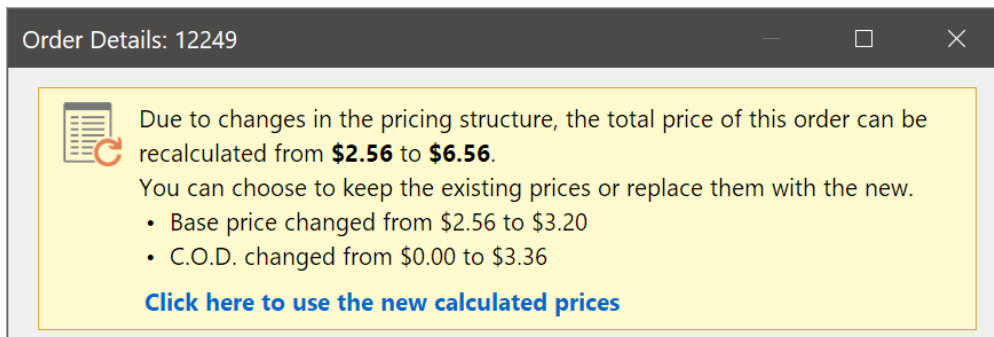 Order Details: 12249
Due to changes in the pricing structure, the total price of this order can be
recalculated from $2.56 to $6.56.
You can choose to keep the existing prices or replace them with the new.
• Base price changed from $2.56 to $3.20
• C.O.D. changed from $0.00 to $3.36
Click here to use the new calculated prices